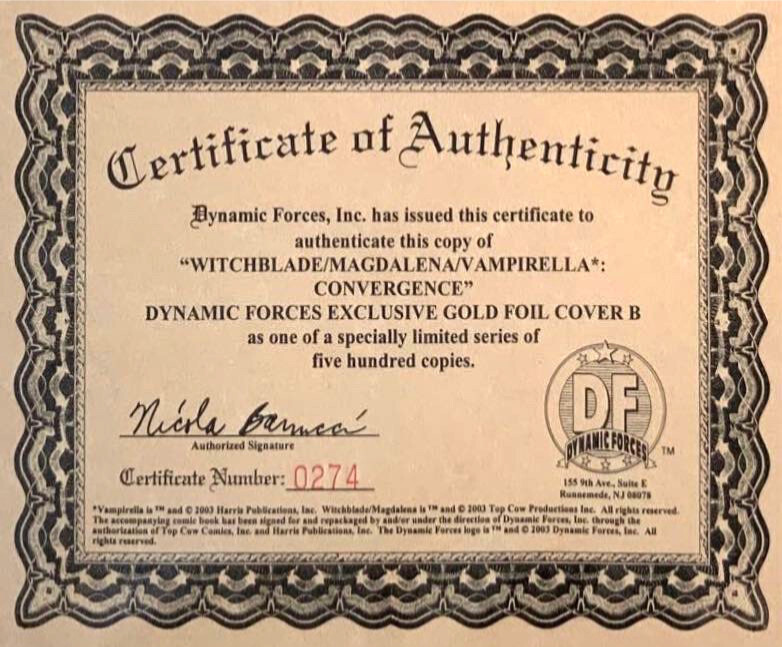 Certificate of Authenticity
Dynamic Forces, Inc. has issued this certificate to
authenticate this copy of
"WITCHBLADE/MAGDALENA/VAMPIRELLA*:
CONVERGENCE"
DYNAMIC FORCES EXCLUSIVE GOLD FOIL COVER B
as one of a specially limited series of
five hundred copies.
Nicola Barrucci
Authorized Signature
Certificate Number: 0274
DF
DYNAMIC FORCES
TM
155 9th Ave., Suite E
Runnemede, NJ 08078
*Vampirella is ™ and © 2003 Harris Publications, Inc. Witchblade/Magdalena is ™ and © 2003 Top Cow Productions Inc. All rights reserved.
The accompanying comic book has been signed for and repackaged by and/or under the direction of Dynamic Forces, Inc. through the
authorization of Top Cow Comics, Inc. and Harris Publications, Inc. The Dynamic Forces logo is ™ and © 2003 Dynamic Forces, Inc. All
rights reserved.